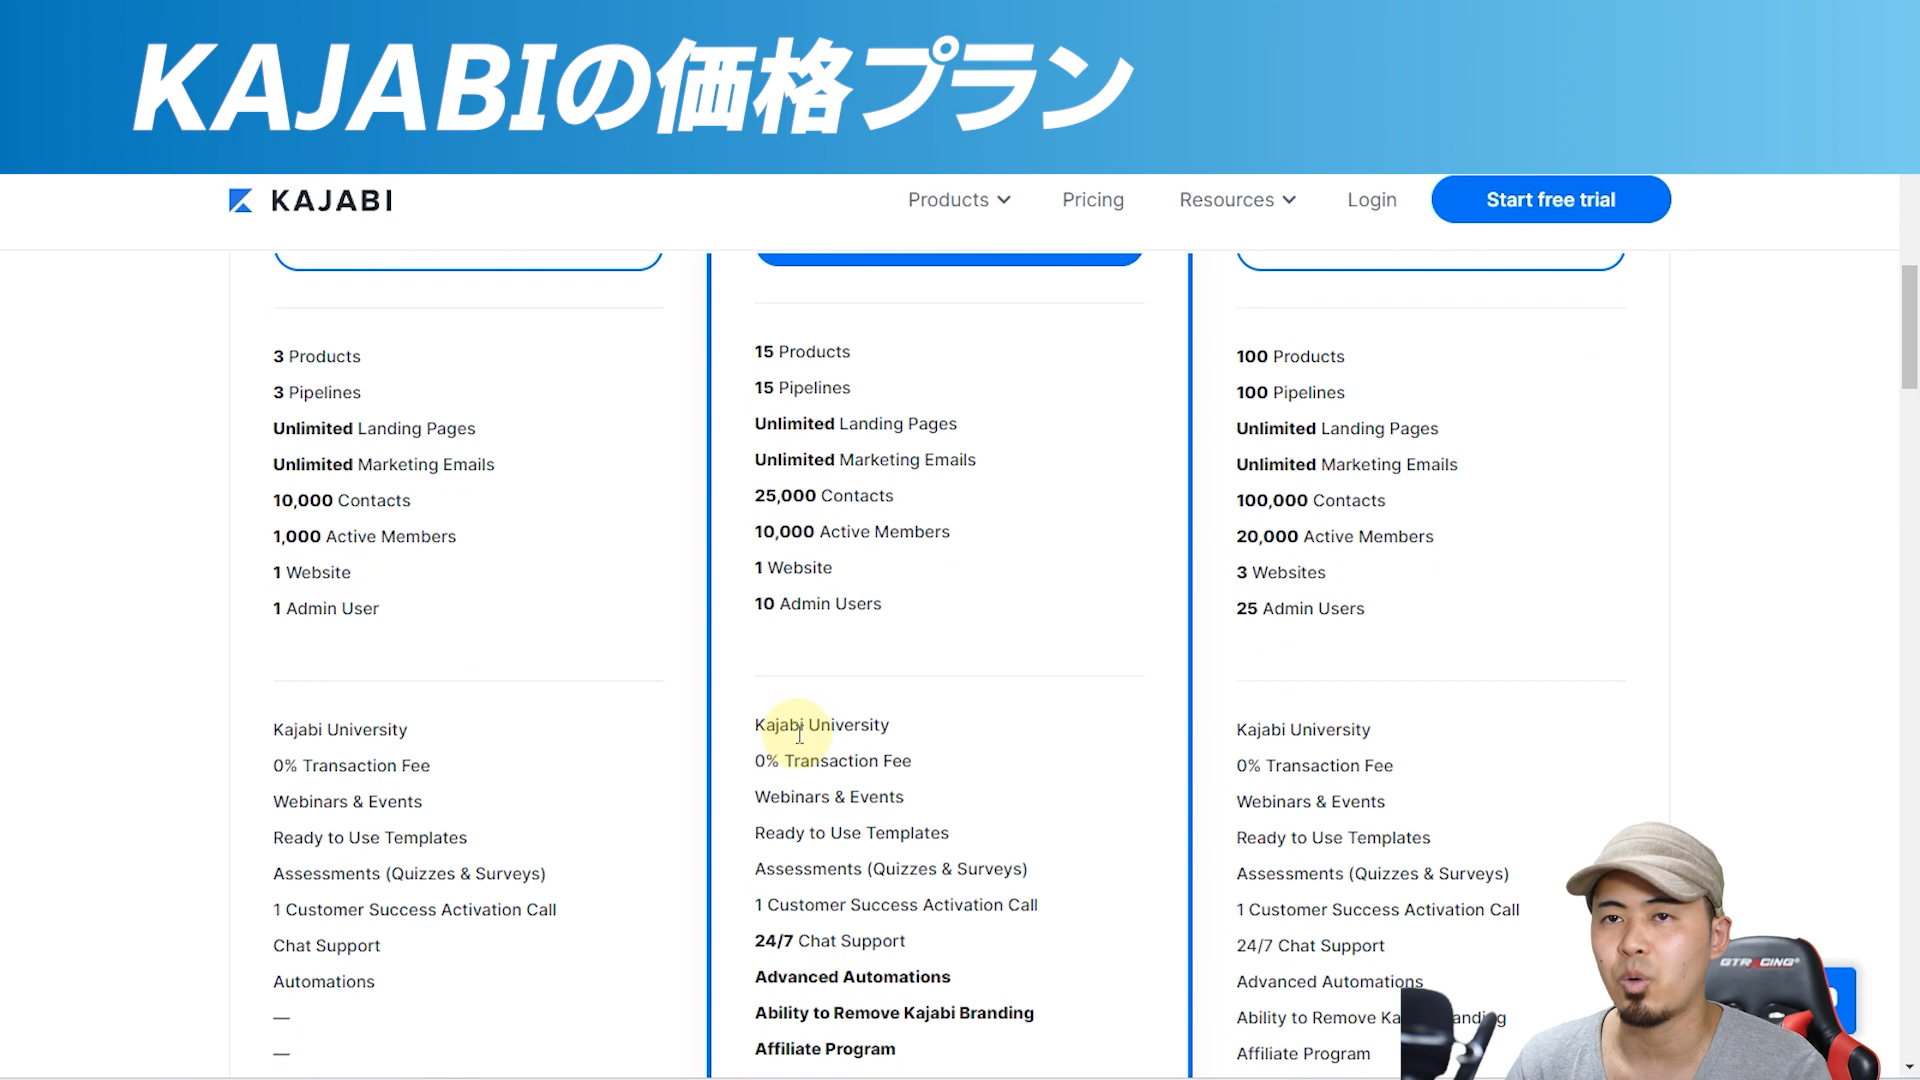 KAJABIの価格プラン
KAJABI
Products
Pricing
Resources
Login
Start free trial
3 Products
3 Pipelines
Unlimited Landing Pages
Unlimited Marketing Emails
10,000 Contacts
1,000 Active Members
1 Website
1 Admin User
Kajabi University
0% Transaction Fee
Webinars & Events
Ready to Use Templates
Assessments (Quizzes & Surveys)
1 Customer Success Activation Call
Chat Support
Automations
—
—
15 Products
15 Pipelines
Unlimited Landing Pages
Unlimited Marketing Emails
25,000 Contacts
10,000 Active Members
1 Website
10 Admin Users
Kajabi University
0% Transaction Fee
Webinars & Events
Ready to Use Templates
Assessments (Quizzes & Surveys)
1 Customer Success Activation Call
24/7 Chat Support
Advanced Automations
Ability to Remove Kajabi Branding
Affiliate Program
100 Products
100 Pipelines
Unlimited Landing Pages
Unlimited Marketing Emails
100,000 Contacts
20,000 Active Members
3 Websites
25 Admin Users
Kajabi University
0% Transaction Fee
Webinars & Events
Ready to Use Templates
Assessments (Quizzes & Surveys)
1 Customer Success Activation Call
24/7 Chat Support
Advanced Automations
Ability to Remove
Affiliate Program
GTRACING